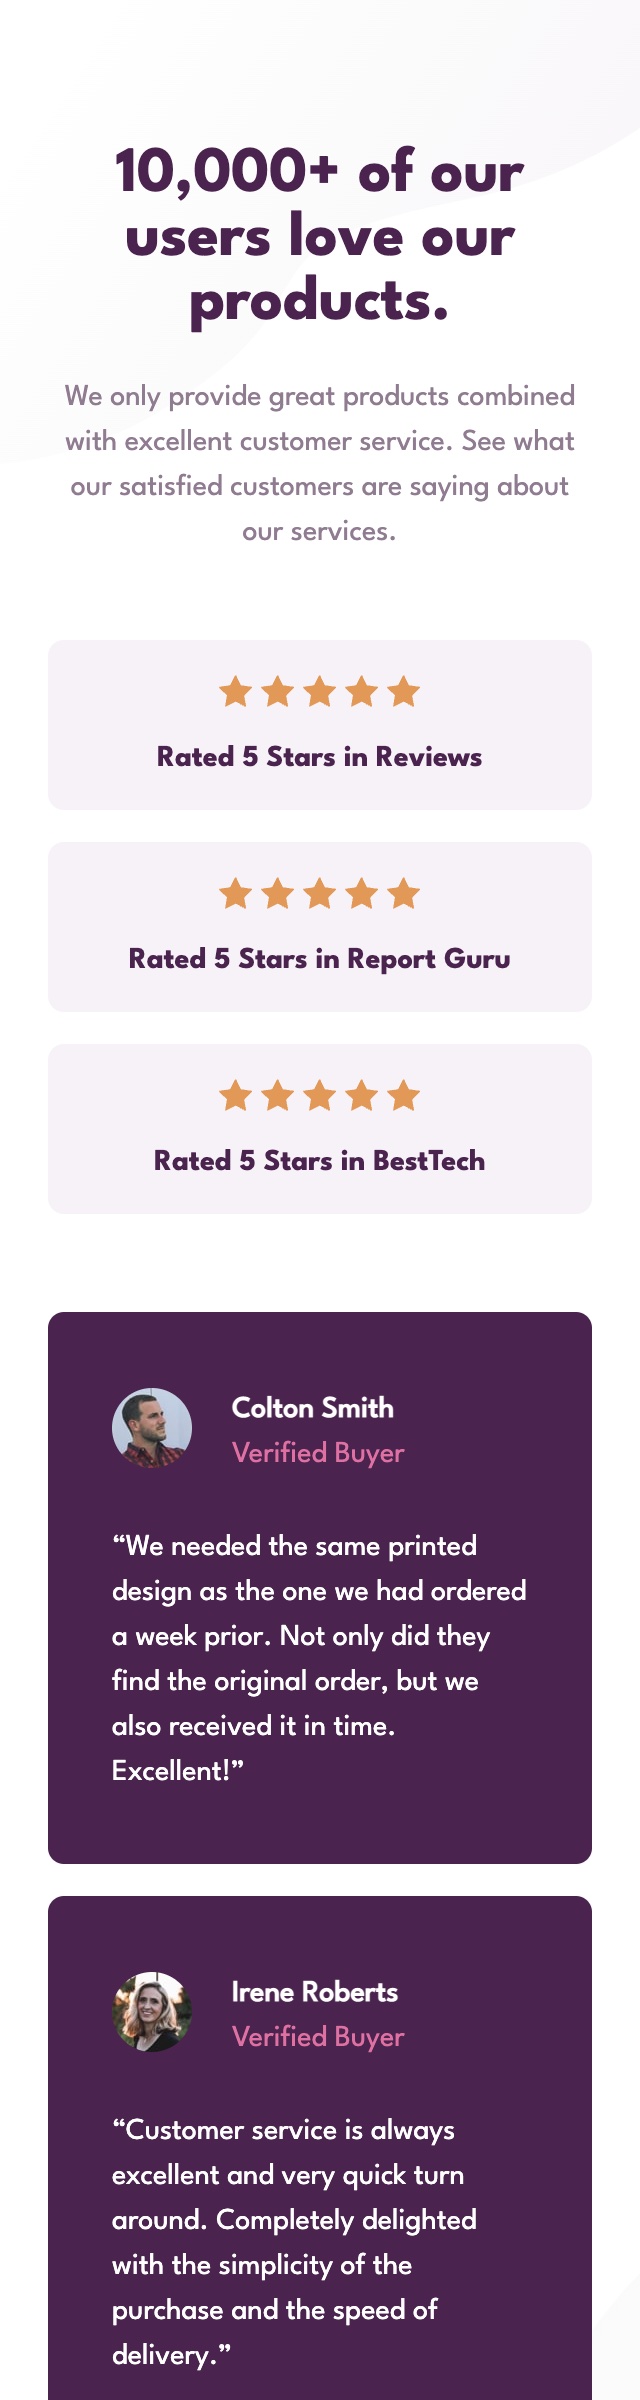 10,000+ of our
users love our
products.
We only provide great products combined
with excellent customer service. See what
our satisfied customers are saying about
our services.
Rated 5 Stars in Reviews
Rated 5 Stars in Report Guru
Rated 5 Stars in BestTech
Colton Smith
Verified Buyer
“We needed the same printed
design as the one we had ordered
a week prior. Not only did they
find the original order, but we
also received it in time.
Excellent!”
Irene Roberts
Verified Buyer
“Customer service is always
excellent and very quick turn
around. Completely delighted
with the simplicity of the
purchase and the speed of
delivery.”